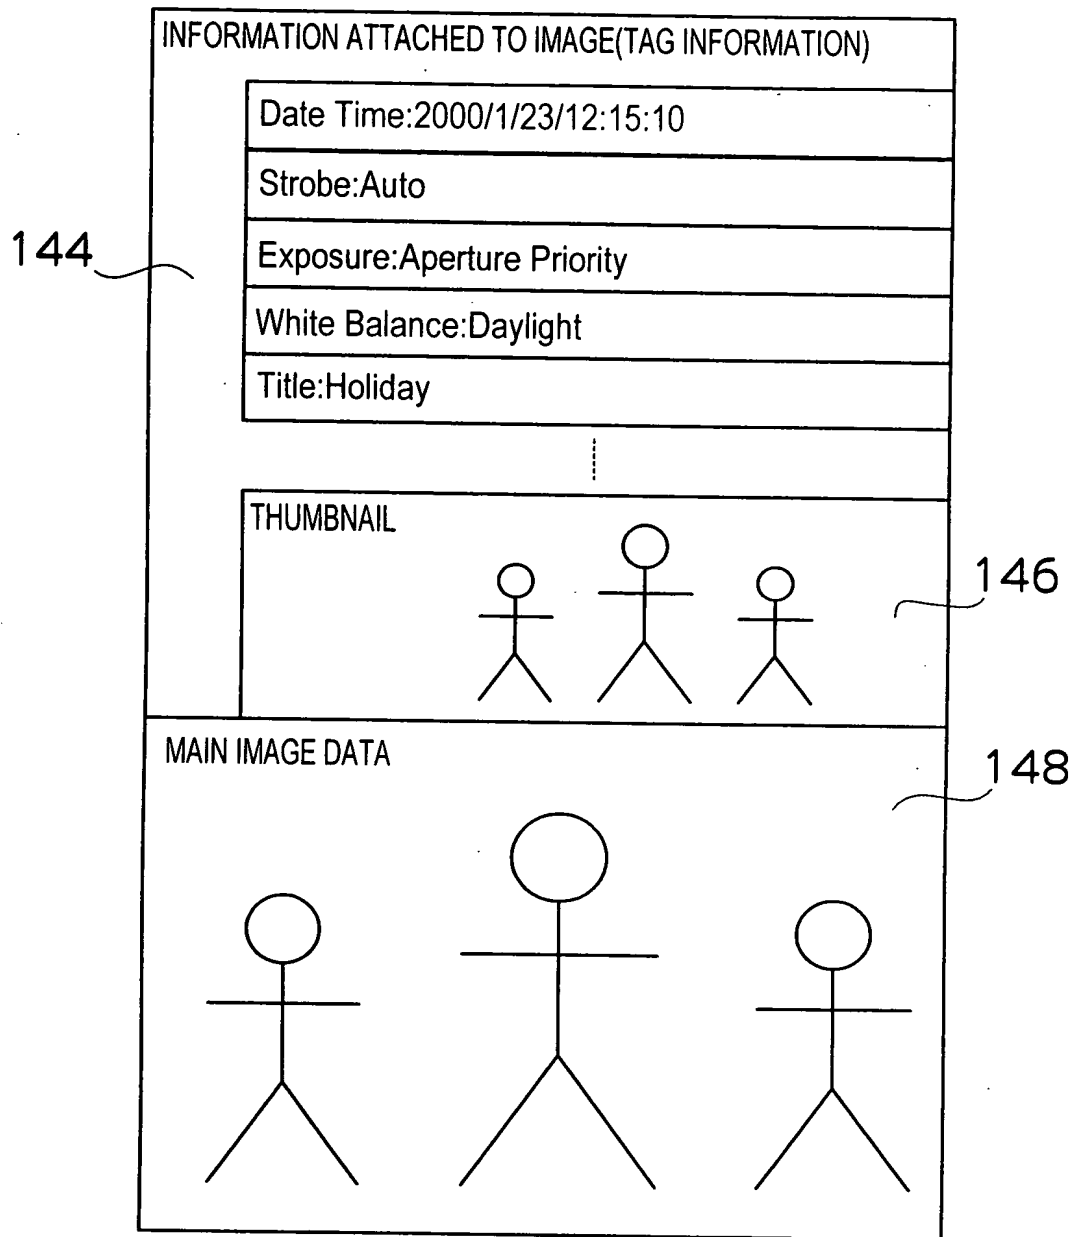 INFORMATION ATTACHED TO IMAGE(TAG INFORMATION)
Date Time:2000/1/23/12:15:10
Strobe:Auto
144
Exposure:Aperture Priority
White Balance:Daylight
Title:Holiday
THUMBNAIL
146
MAIN IMAGE DATA
148